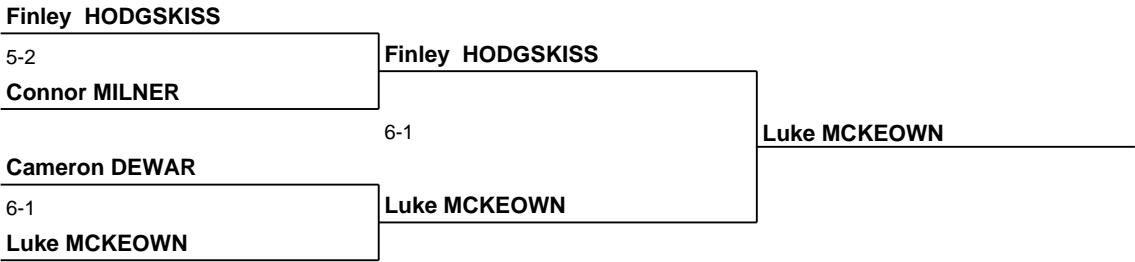 Finley  HODGSKISS
5-2
Connor MILNER
Finley  HODGSKISS
6-1
Luke MCKEOWN
Cameron DEWAR
6-1
Luke MCKEOWN
Luke MCKEOWN